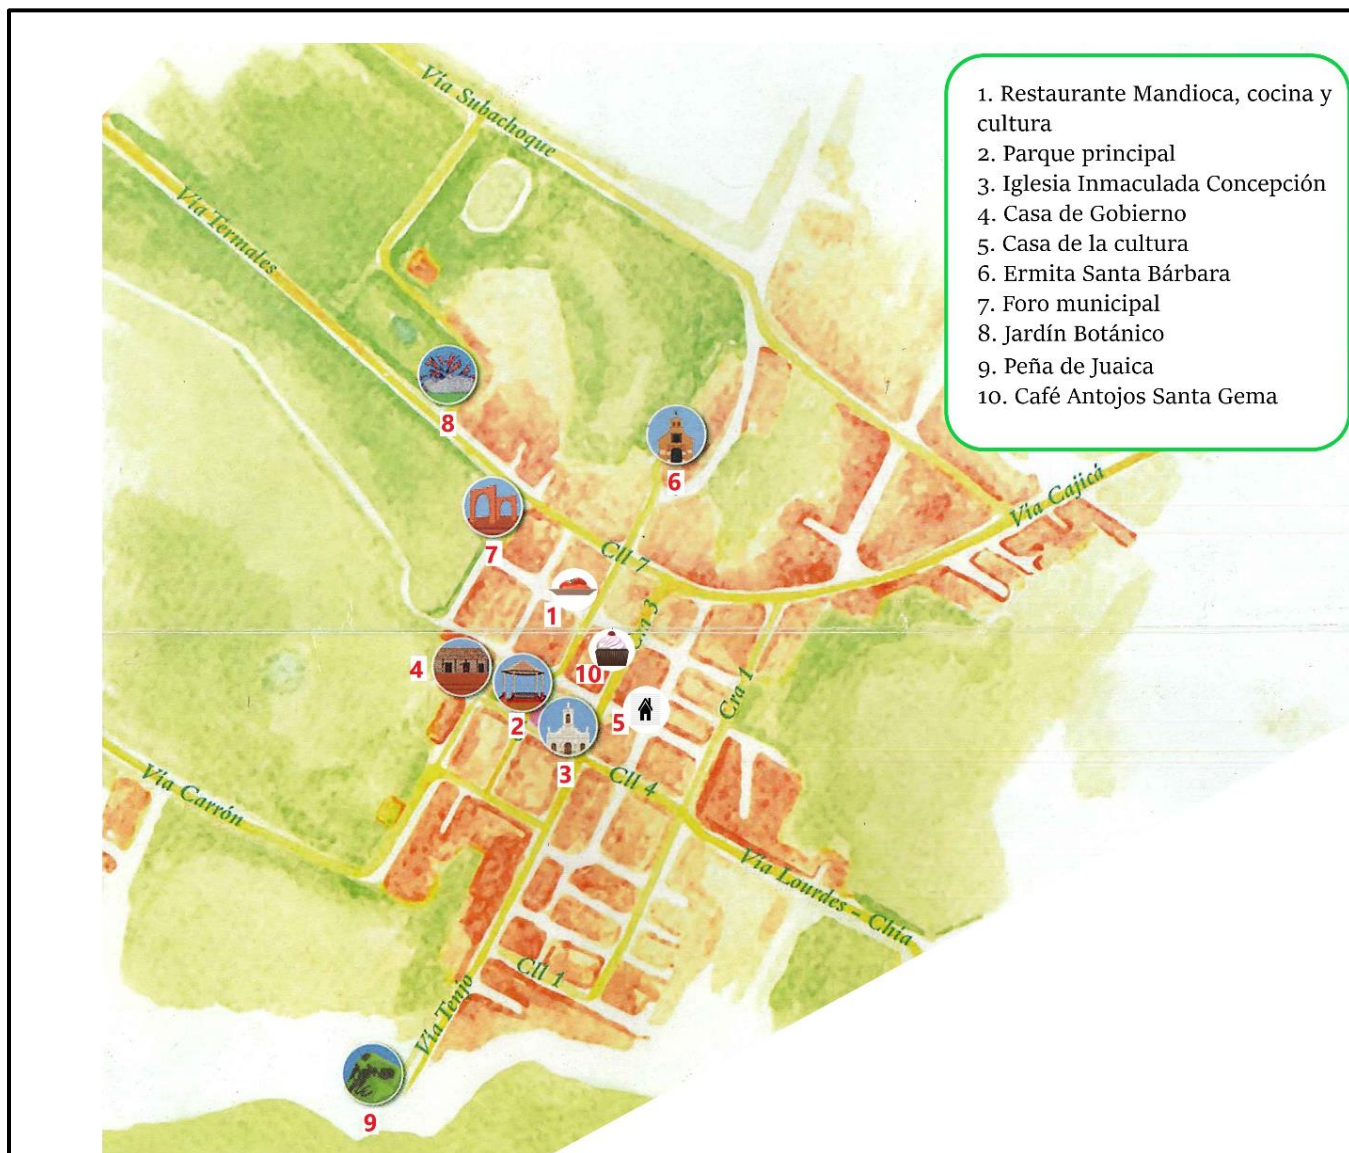 1. Restaurante Mandioca, cocina y
cultura
2. Parque principal
3. Iglesia Inmaculada Concepción
4. Casa de Gobierno
5. Casa de la cultura
6. Ermita Santa Bárbara
7. Foro municipal
8. Jardín Botánico
9. Peña de Juaica
10. Café Antojos Santa Gema
Vía Subachoque
Vía Termales
8
6
Vía Cajicá
7
Cll 7
1
Cra 3
4
10
Cra 1
2
5
3
Cll 4
Vía Carrón
Vía Lourdes - Chía
Cll 1
Vía Tenjo
9